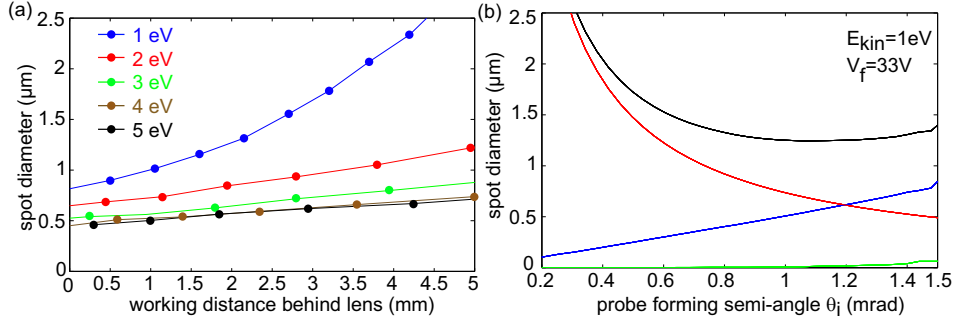 (a)
spot diameter (μm)
2.5
2
1.5
1
0.5
0
1 eV
2 eV
3 eV
4 eV
5 eV
0 0.5 1 1.5 2 2.5 3 3.5 4 4.5 5
working distance behind lens (mm)
(b)
spot diameter (μm)
2.5
2
1.5
1
0.5
0
E_kin=1eV
V_f=33V
0.2 0.4 0.6 0.8 1 1.2 1.4 1.5
probe forming semi-angle θ_i (mrad)